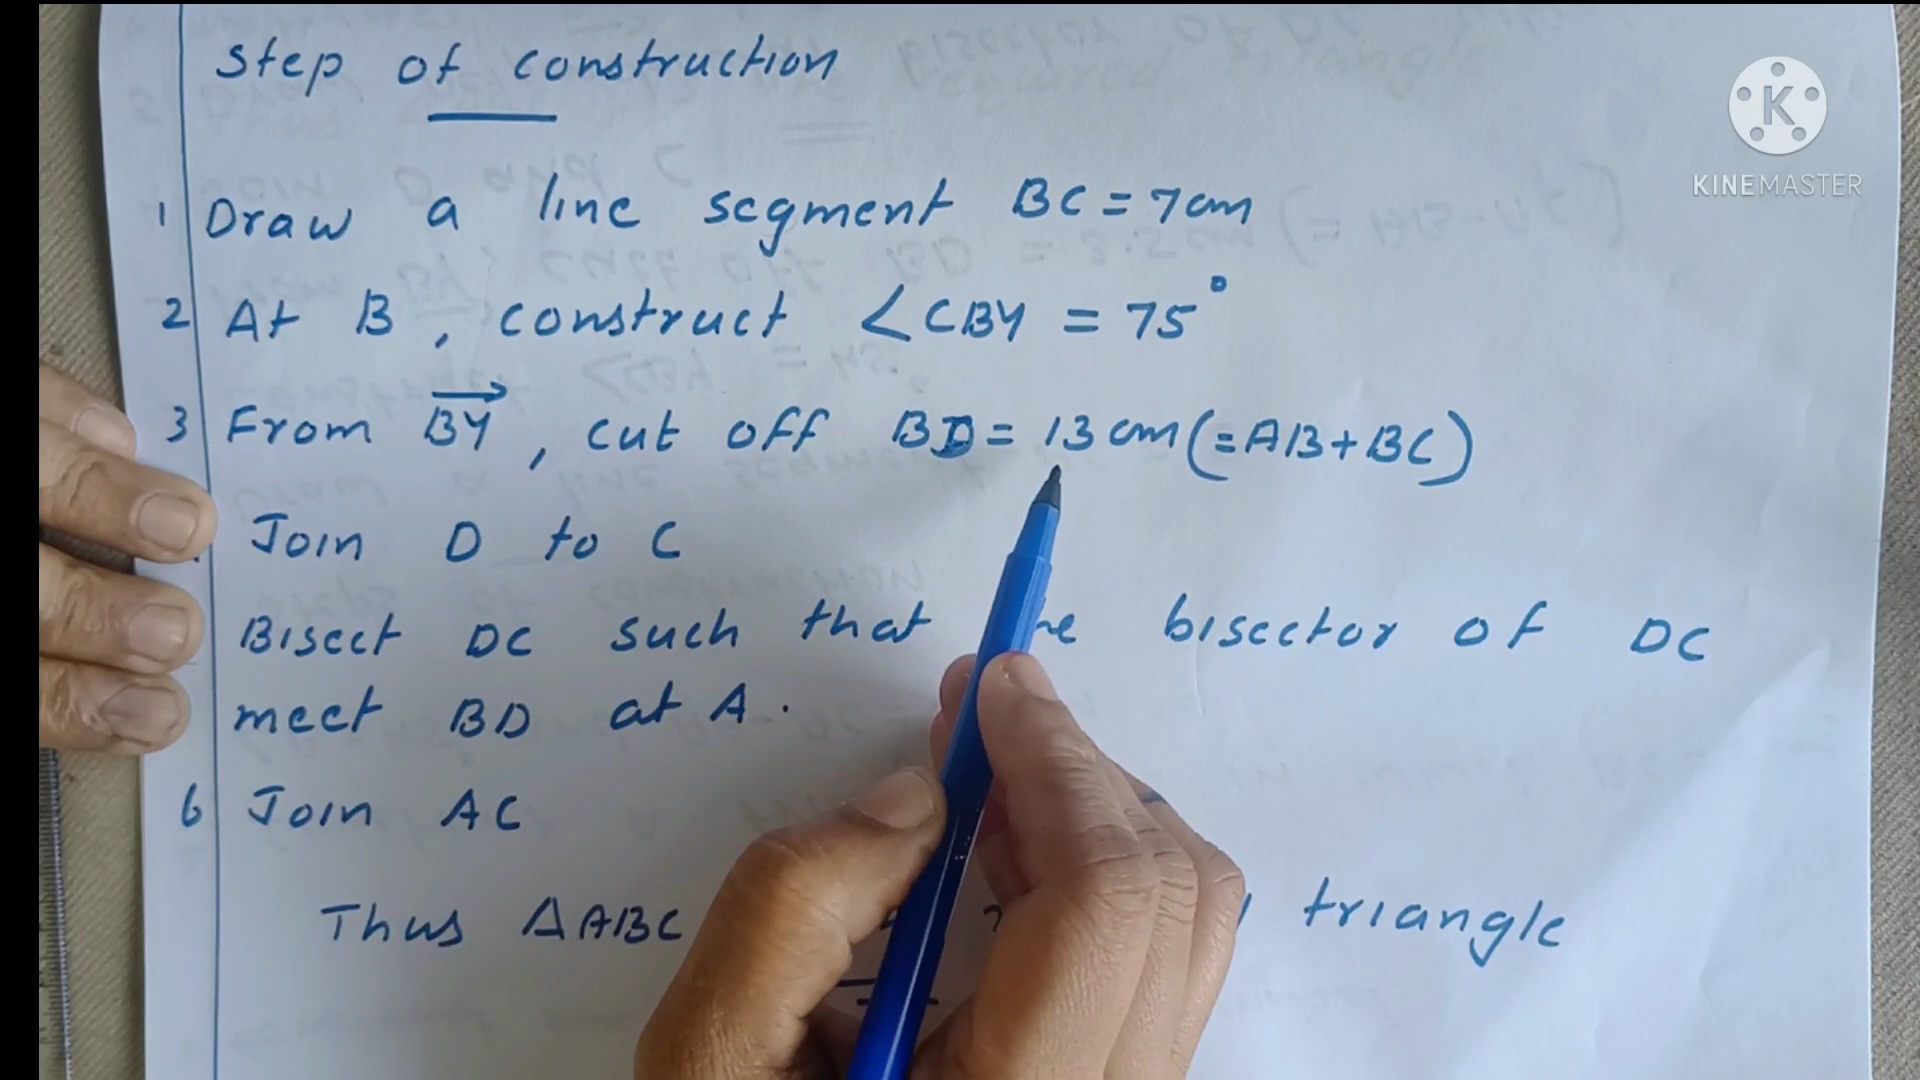 Step of construction
KINEMASTER
1 Draw a line segment BC = 7cm
2 At B, construct ∠CBY = 75°
3 From BY, cut off BD = 13 cm (= AB + BC)
Join D to C
Bisect DC such that bisector of DC
meet BD at A.
6 Join AC
Thus ΔABC triangle